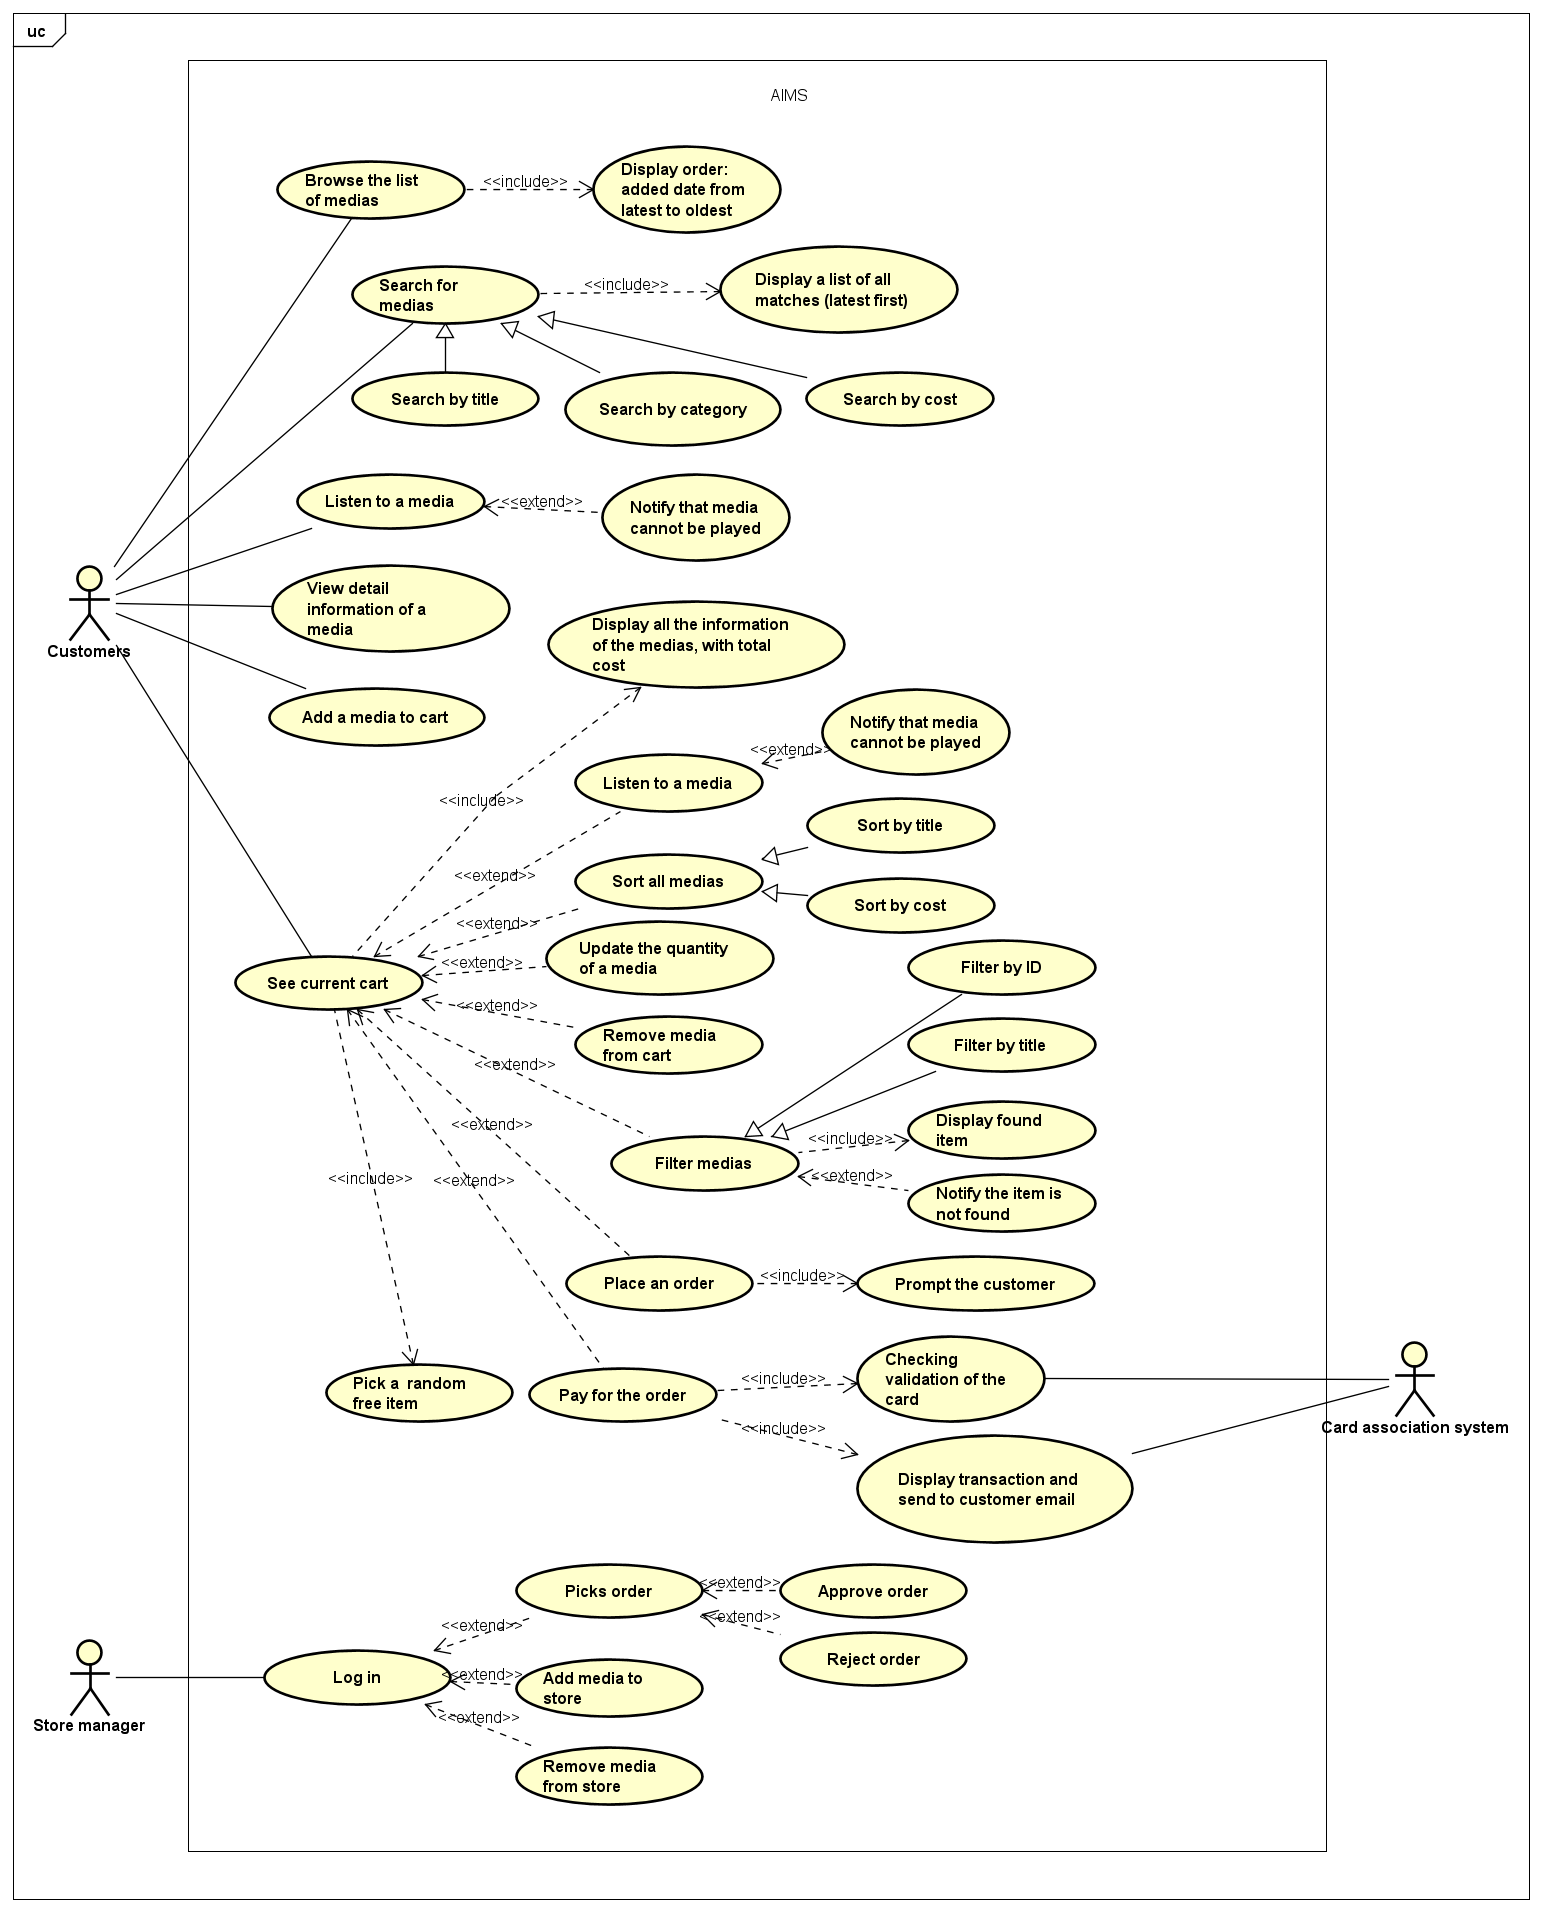 uc
AIMS
Browse the list
of medias
<<include>>
Display order:
added date from
latest to oldest
Search for
medias
<<include>>
Display a list of all
matches (latest first)
Search by title
Search by category
Search by cost
Listen to a media
<<extend>>
Notify that media
cannot be played
View detail
information of a
media
Customers
Display all the information
of the medias, with total
cost
Add a media to cart
Notify that media
cannot be played
<<extend>>
Listen to a media
<<include>>
Sort by title
<<extend>>
Sort all medias
Sort by cost
<<extend>>
Update the quantity
of a media
<<extend>>
Filter by ID
See current cart
<<extend>>
Remove media
from cart
Filter by title
<<extend>>
Display found
item
<<extend>>
<<include>>
Filter medias
<<include>>
<<extend>>
<<extend>>
Notify the item is
not found
Place an order
<<include>>
Prompt the customer
Pick a  random
free item
Pay for the order
<<include>>
Checking
validation of the
card
<<include>>
Card association system
Display transaction and
send to customer email
Picks order
<<extend>>
Approve order
<<extend>>
<<extend>>
Reject order
Log in
<<extend>>
Add media to
store
Store manager
<<extend>>
Remove media
from store